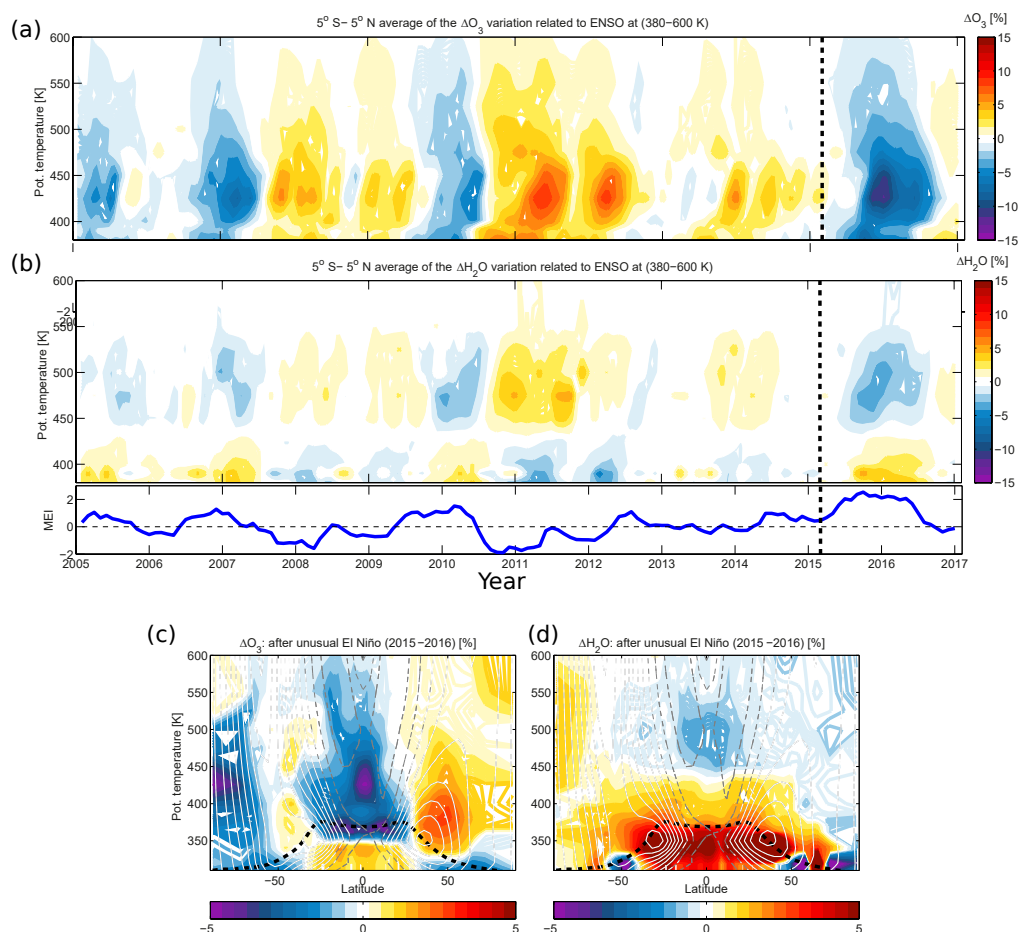 (a)
5° S− 5° N average of the ΔO3 variation related to ENSO at (380−600 K)
ΔO3 [%]
Pot. temperature [K]
600
550
500
450
400
15
10
5
0
−5
−10
−15
(b)
5° S− 5° N average of the ΔH2O variation related to ENSO at (380−600 K)
ΔH2O [%]
Pot. temperature [K]
600
550
500
450
400
15
10
5
0
−5
−10
−15
MEI
2
0
−2
2005 2006 2007 2008 2009 2010 2011 2012 2013 2014 2015 2016 2017
Year
(c)
ΔO3: after unusual El Niño (2015−2016) [%]
Pot. temperature [K]
600
550
500
450
400
350
−50 0 50
Latitude
−5 0 5
(d)
ΔH2O: after unusual El Niño (2015−2016) [%]
600
550
500
450
400
350
−50 0 50
Latitude
−5 0 5